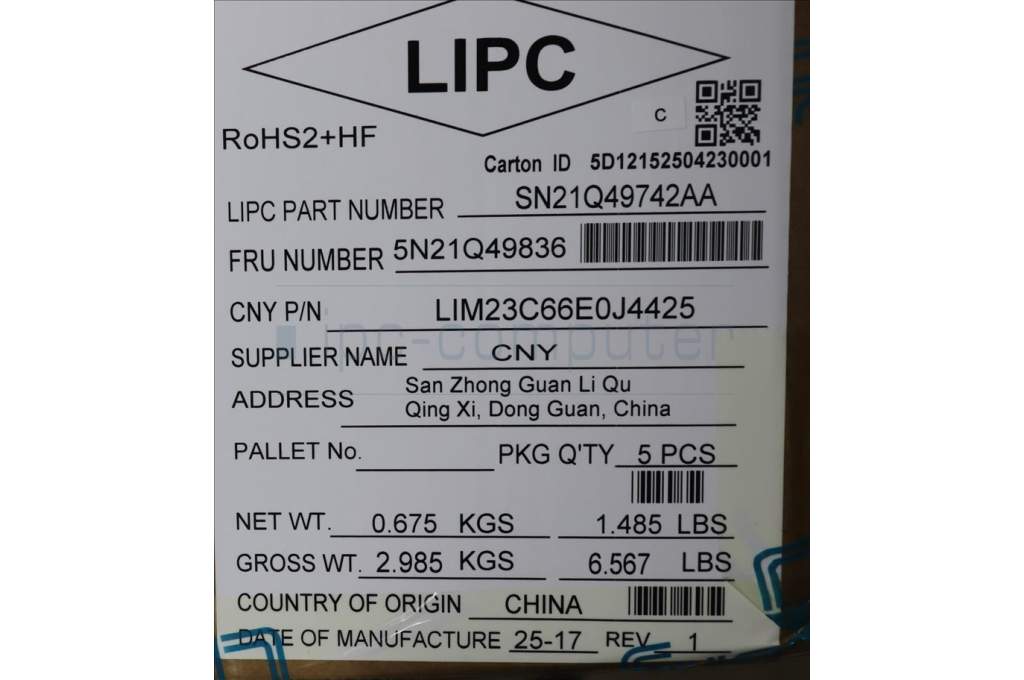 LIPC
C
RoHS2+HF
Carton ID 5D12152504230001
LIPC PART NUMBER SN21Q49742AA
FRU NUMBER 5N21Q49836
CNY P/N LIM23C66E0J4425
ipc-computer
SUPPLIER NAME CNY
ADDRESS San Zhong Guan Li Qu
Qing Xi, Dong Guan, China
PALLET No. PKG Q'TY 5 PCS
NET WT. 0.675 KGS 1.485 LBS
GROSS WT. 2.985 KGS 6.567 LBS
COUNTRY OF ORIGIN CHINA
DATE OF MANUFACTURE 25-17 REV 1